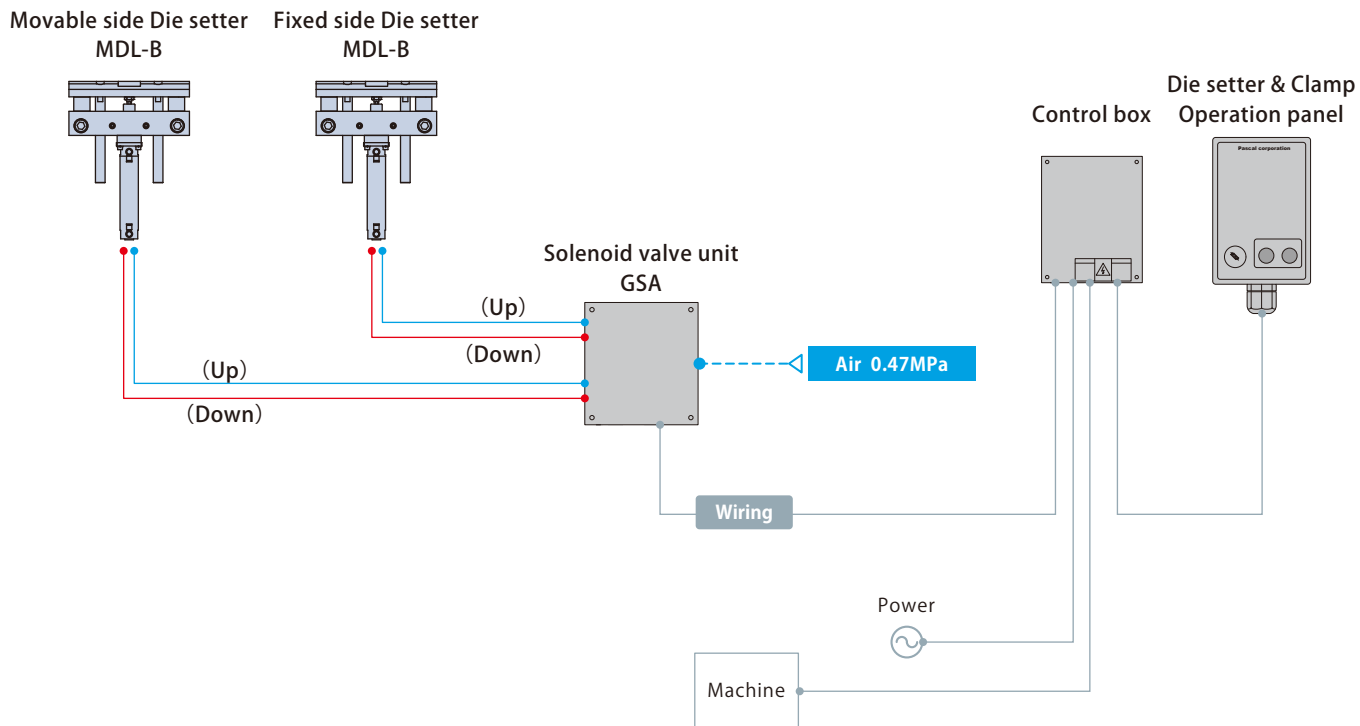 Movable side Die setter
MDL-B
Fixed side Die setter
MDL-B
Die setter & Clamp
Operation panel
Control box
Pascal corporation
Solenoid valve unit
GSA
(Up)
(Down)
Air 0.47MPa
(Up)
(Down)
Wiring
Power
Machine